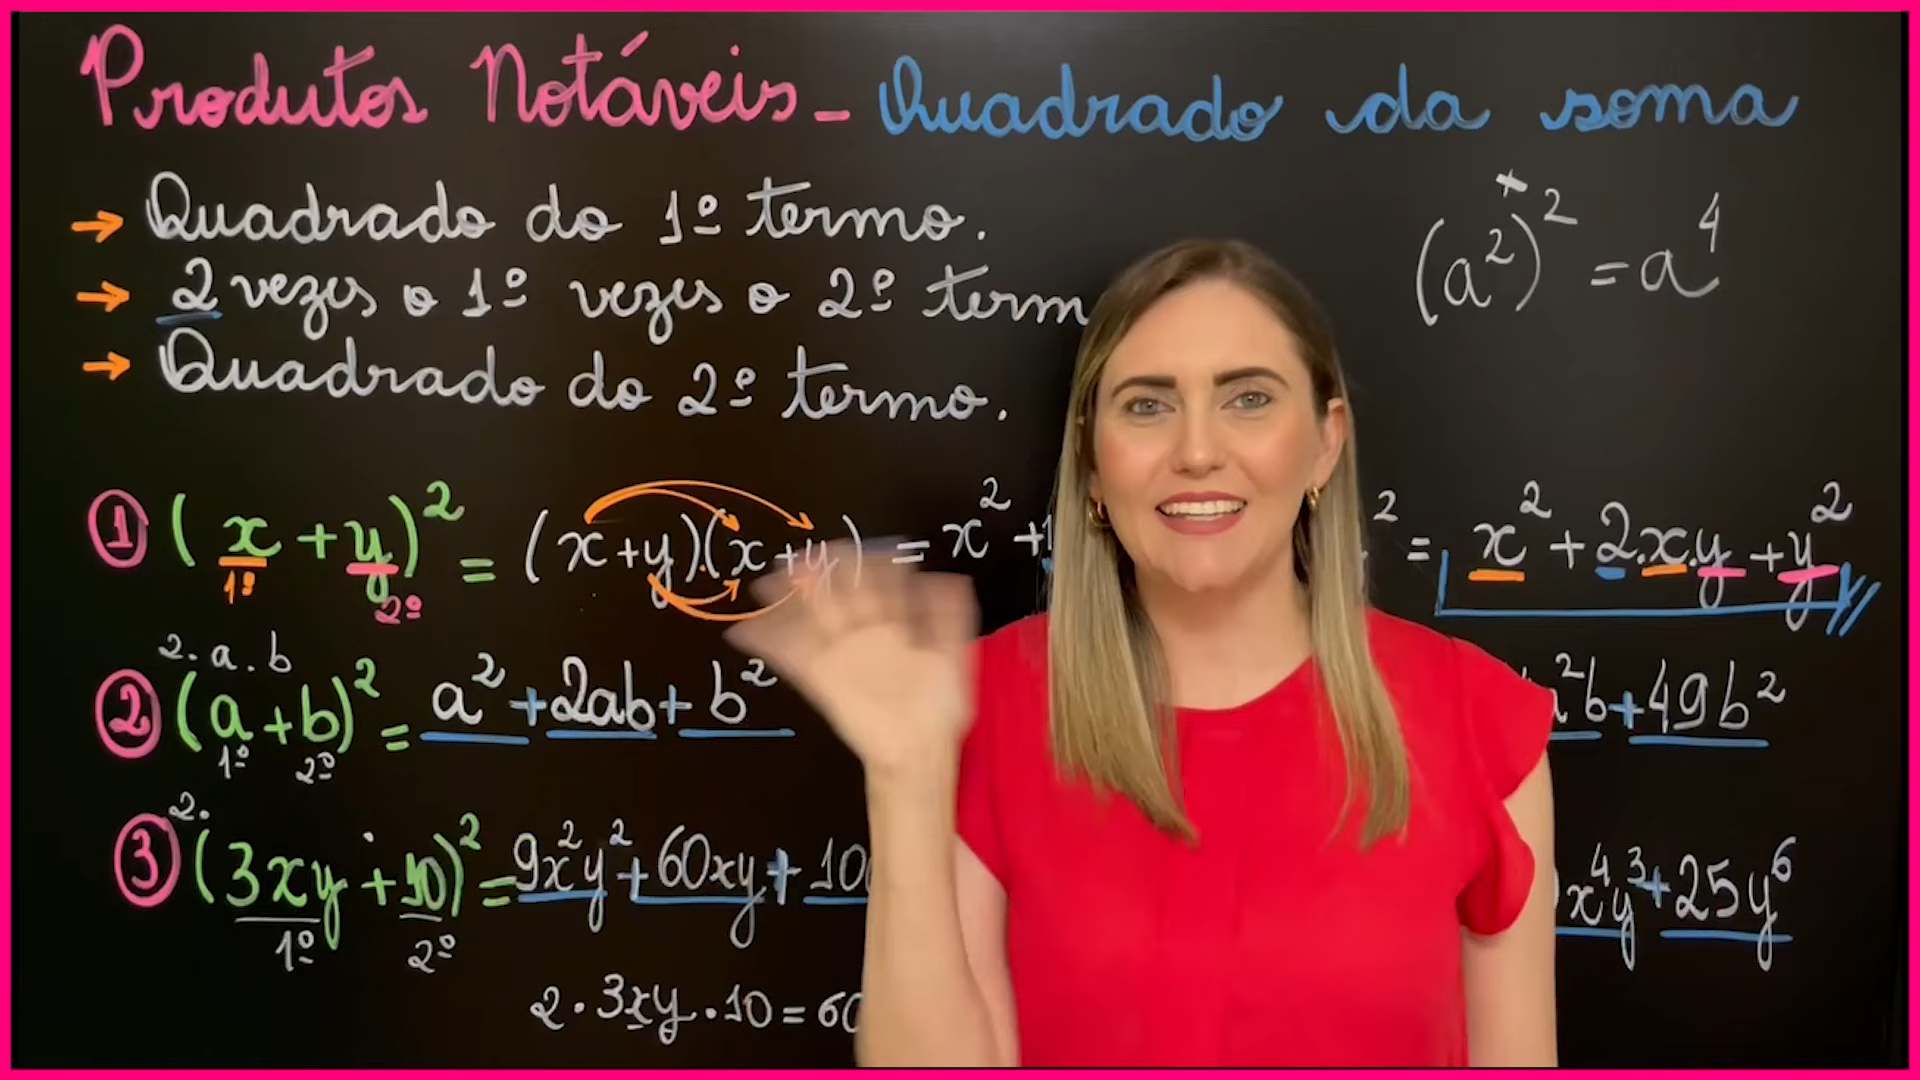 Produtos Notáveis - Quadrado da soma
→ Quadrado do 1º termo.
→ 2 vezes o 1º vezes o 2º term
→ Quadrado do 2º termo.
(a²)² = a⁴
① (x + y)² = (x + y).(x + y) = x² + ² = x² + 2.x.y + y²
1º 2º
2.a.b
② (a + b)² = a² + 2ab + b² ²b + 49b²
1º 2º
2.
③ (3xy + 10)² = 9x²y² + 60xy + 10 x⁴y³ + 25y⁶
1º 2º
2 · 3xy · 10 = 60